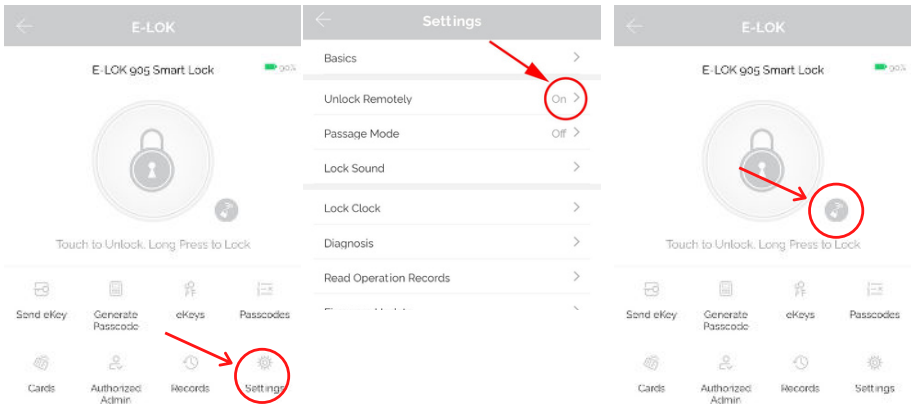 E-LOK
E-LOK 905 Smart Lock
90%
Touch to Unlock, Long Press to Lock
Send eKey
Generate
Passcode
eKeys
Passcodes
Cards
Authorized
Admin
Records
Settings
Settings
Basics
Unlock Remotely On
Passage Mode Off
Lock Sound
Lock Clock
Diagnosis
Read Operation Records
E-LOK
E-LOK 905 Smart Lock
90%
Touch to Unlock, Long Press to Lock
Send eKey
Generate
Passcode
eKeys
Passcodes
Cards
Authorized
Admin
Records
Settings